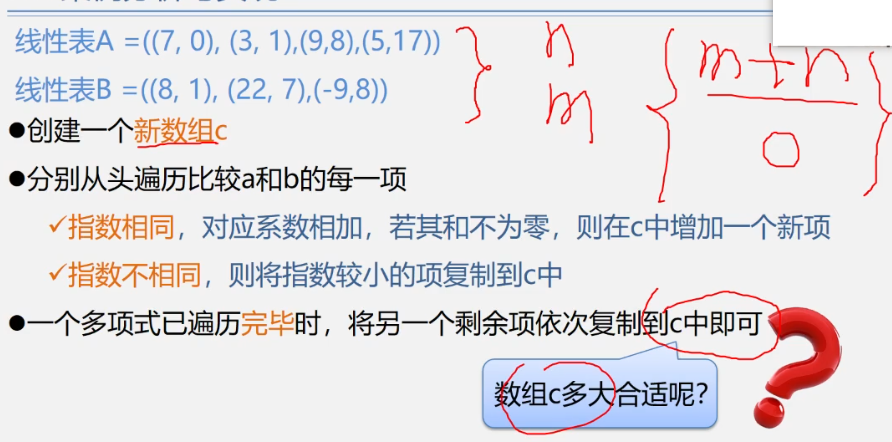 线性表A =((7, 0), (3, 1),(9,8),(5,17))
n
线性表B =((8, 1), (22, 7),(-9,8))
m
m+n
0
●创建一个新数组c
●分别从头遍历比较a和b的每一项
✓指数相同，对应系数相加，若其和不为零，则在c中增加一个新项
✓指数不相同，则将指数较小的项复制到c中
●一个多项式已遍历完毕时，将另一个剩余项依次复制到c中即可
数组c多大合适呢？